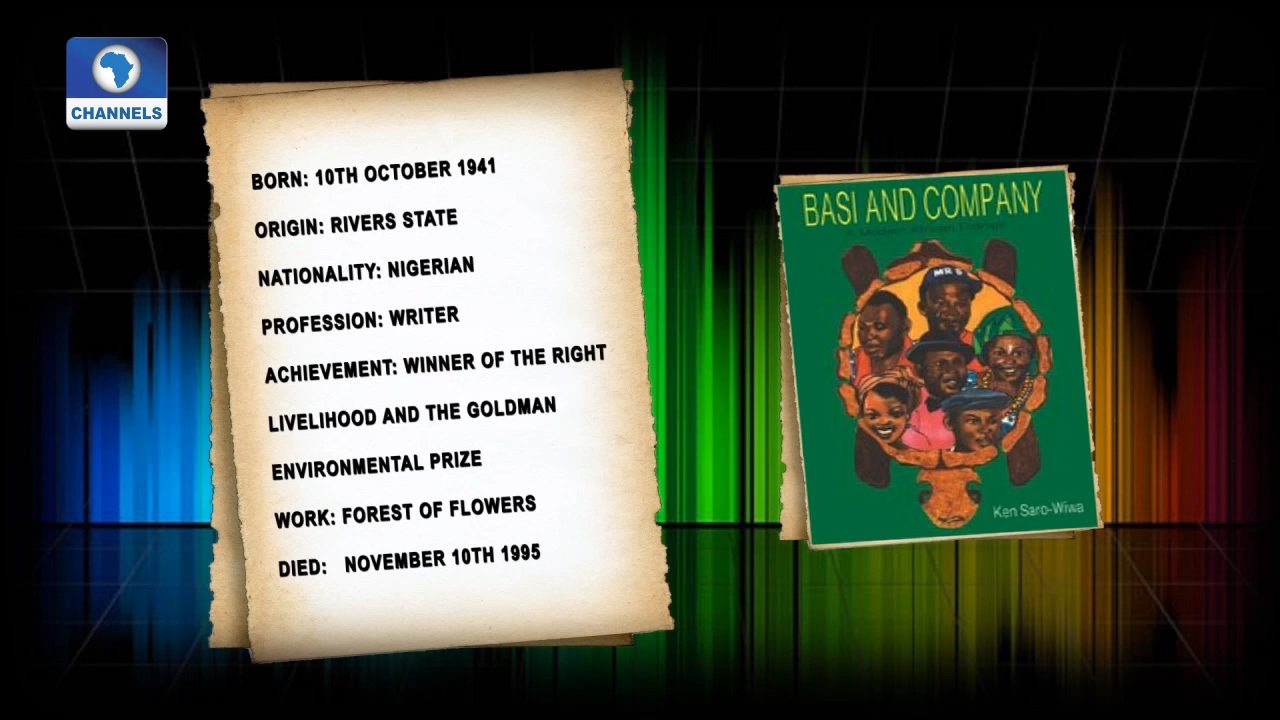 CHANNELS
BORN: 10TH OCTOBER 1941
ORIGIN: RIVERS STATE
NATIONALITY: NIGERIAN
PROFESSION: WRITER
ACHIEVEMENT: WINNER OF THE RIGHT
LIVELIHOOD AND THE GOLDMAN
ENVIRONMENTAL PRIZE
WORK: FOREST OF FLOWERS
DIED: NOVEMBER 10TH 1995
BASI AND COMPANY
A Modern African
MR B
Ken Saro-Wiwa